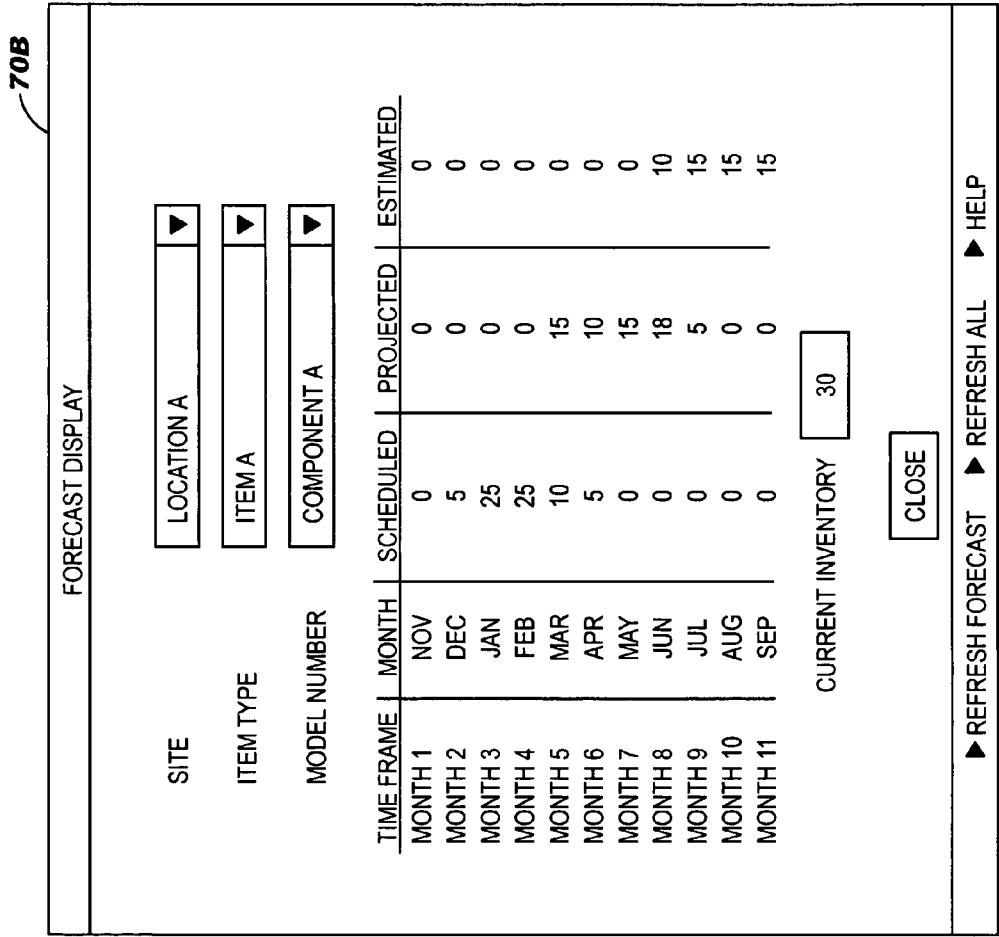 70B
FORECAST DISPLAY
SITE LOCATION A
ITEM TYPE ITEM A
MODEL NUMBER COMPONENT A
TIME FRAME MONTH SCHEDULED PROJECTED ESTIMATED
MONTH 1 NOV 0 0 0
MONTH 2 DEC 5 0 0
MONTH 3 JAN 25 0 0
MONTH 4 FEB 25 0 0
MONTH 5 MAR 10 15 0
MONTH 6 APR 5 10 0
MONTH 7 MAY 0 15 0
MONTH 8 JUN 0 18 10
MONTH 9 JUL 0 5 15
MONTH 10 AUG 0 0 15
MONTH 11 SEP 0 0 15
CURRENT INVENTORY 30
CLOSE
▶ REFRESH FORECAST ▶ REFRESH ALL ▶ HELP